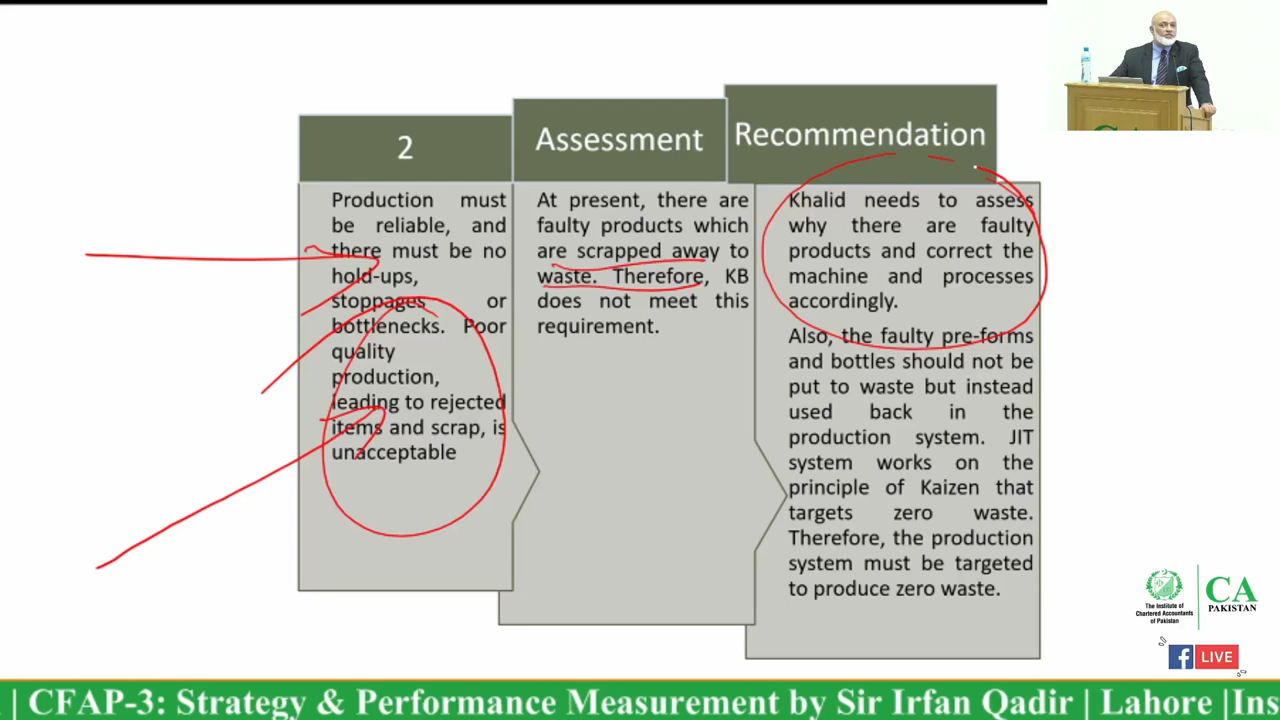 2
Production must
be reliable, and
there must be no
hold-ups,
stoppages or
bottlenecks. Poor
quality
production,
leading to rejected
items and scrap, is
unacceptable
Assessment
At present, there are
faulty products which
are scrapped away to
waste. Therefore, KB
does not meet this
requirement.
Recommendation
Khalid needs to assess
why there are faulty
products and correct the
machine and processes
accordingly.
Also, the faulty pre-forms
and bottles should not be
put to waste but instead
used back in the
production system. JIT
system works on the
principle of Kaizen that
targets zero waste.
Therefore, the production
system must be targeted
to produce zero waste.
The Institute of
Chartered Accountants
of Pakistan
CA
PAKISTAN
f LIVE
| CFAP-3: Strategy & Performance Measurement by Sir Irfan Qadir | Lahore |Ins